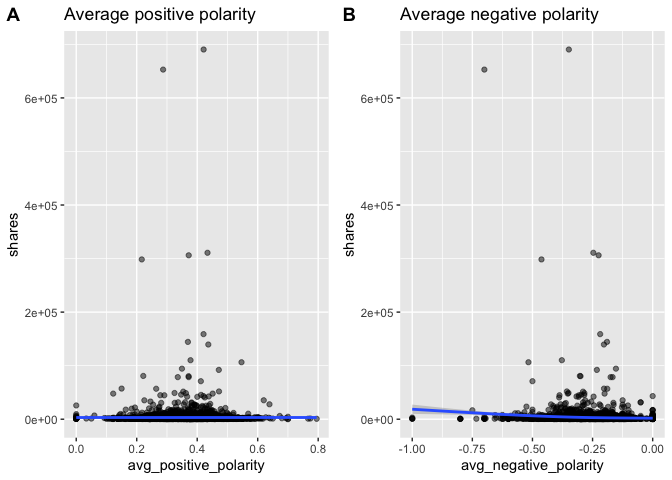 A
Average positive polarity
6e+05
4e+05
2e+05
0e+00
shares
0.0 0.2 0.4 0.6 0.8
avg_positive_polarity
B
Average negative polarity
6e+05
4e+05
2e+05
0e+00
shares
-1.00 -0.75 -0.50 -0.25 0.00
avg_negative_polarity